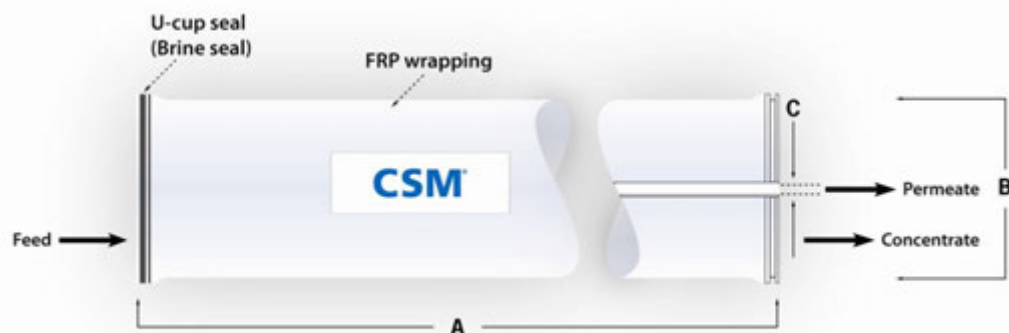 U-cup seal
(Brine seal)
FRP wrapping
C
CSM
Permeate
B
Feed
Concentrate
A